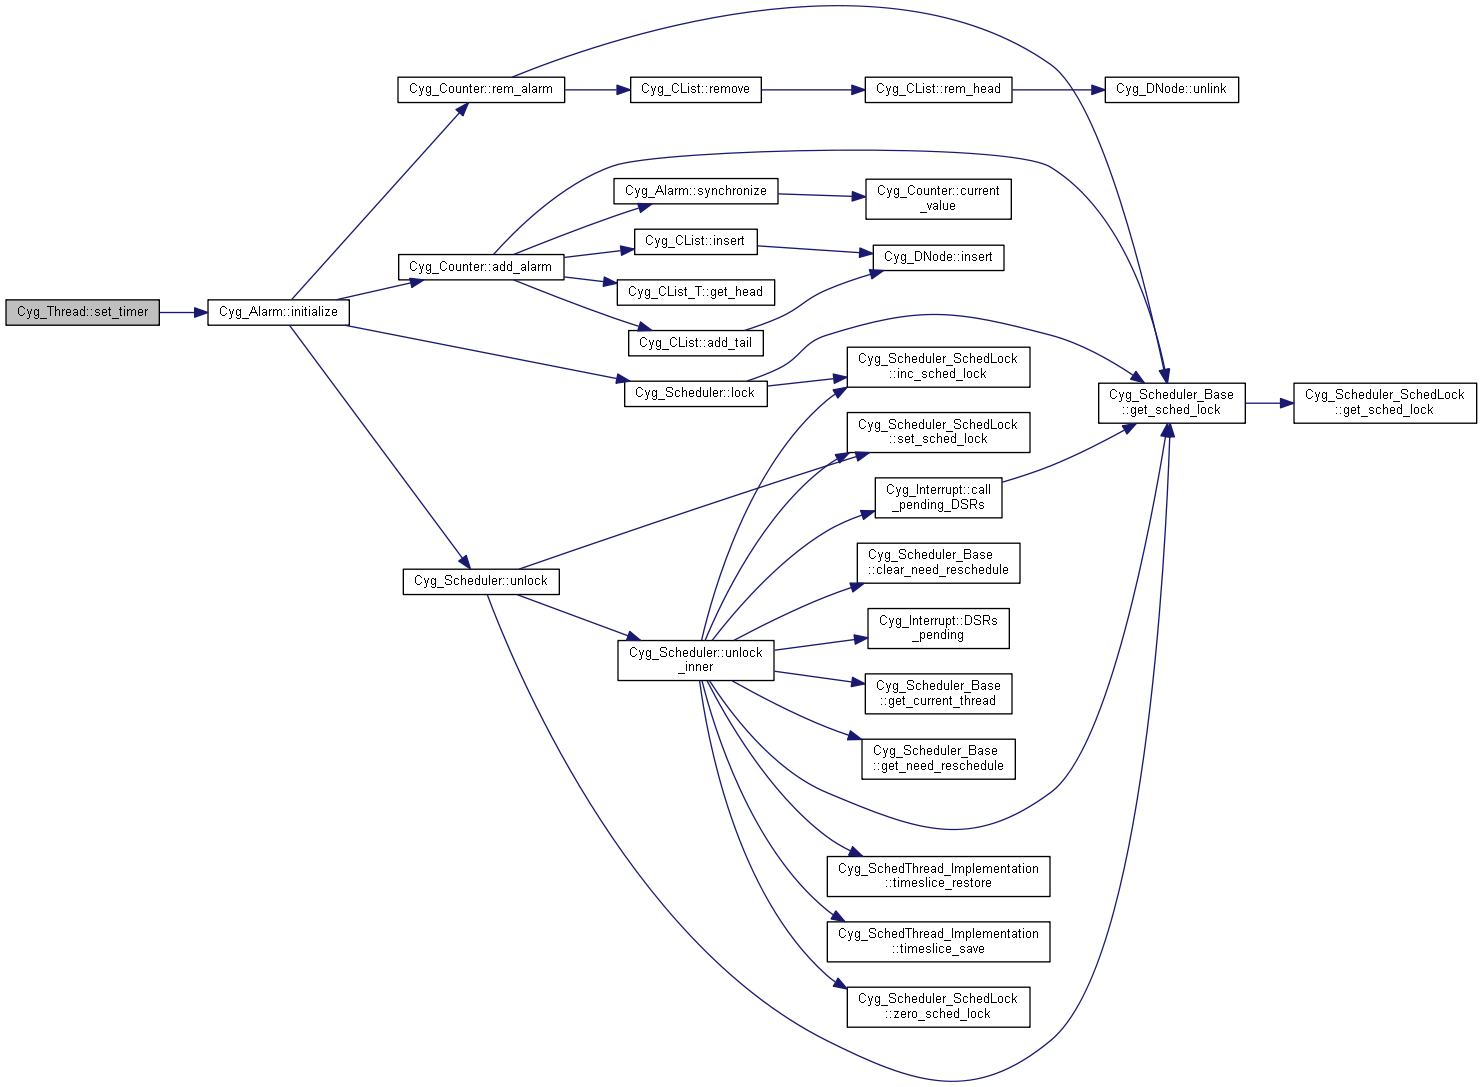 Cyg_Thread::set_timer
Cyg_Alarm::initialize
Cyg_Counter::rem_alarm
Cyg_CList::remove
Cyg_CList::rem_head
Cyg_DNode::unlink
Cyg_Counter::add_alarm
Cyg_Alarm::synchronize
Cyg_Counter::current
_value
Cyg_CList::insert
Cyg_DNode::insert
Cyg_CList_T::get_head
Cyg_CList::add_tail
Cyg_Scheduler::lock
Cyg_Scheduler_SchedLock
::inc_sched_lock
Cyg_Scheduler_Base
::get_sched_lock
Cyg_Scheduler_SchedLock
::get_sched_lock
Cyg_Scheduler_SchedLock
::set_sched_lock
Cyg_Interrupt::call
_pending_DSRs
Cyg_Scheduler::unlock
Cyg_Scheduler_Base
::clear_need_reschedule
Cyg_Interrupt::DSRs
_pending
Cyg_Scheduler::unlock
_inner
Cyg_Scheduler_Base
::get_current_thread
Cyg_Scheduler_Base
::get_need_reschedule
Cyg_SchedThread_Implementation
::timeslice_restore
Cyg_SchedThread_Implementation
::timeslice_save
Cyg_Scheduler_SchedLock
::zero_sched_lock